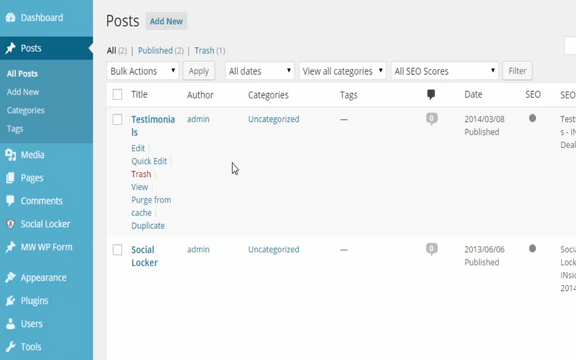 Dashboard
Posts
All Posts
Add New
Categories
Tags
Media
Pages
Comments
Social Locker
MW WP Form
Appearance
Plugins
Users
Tools
Posts Add New
All (2) | Published (2) | Trash (1)
Bulk Actions Apply All dates View all categories All SEO Scores Filter
Title Author Categories Tags Date SEO SEO
Testimonia
ls
admin Uncategorized — 0 2014/03/08
Published
Edit |
Quick Edit |
Trash |
View |
Purge from
cache |
Duplicate
Social
Locker
admin Uncategorized — 0 2013/06/06
Published
2014